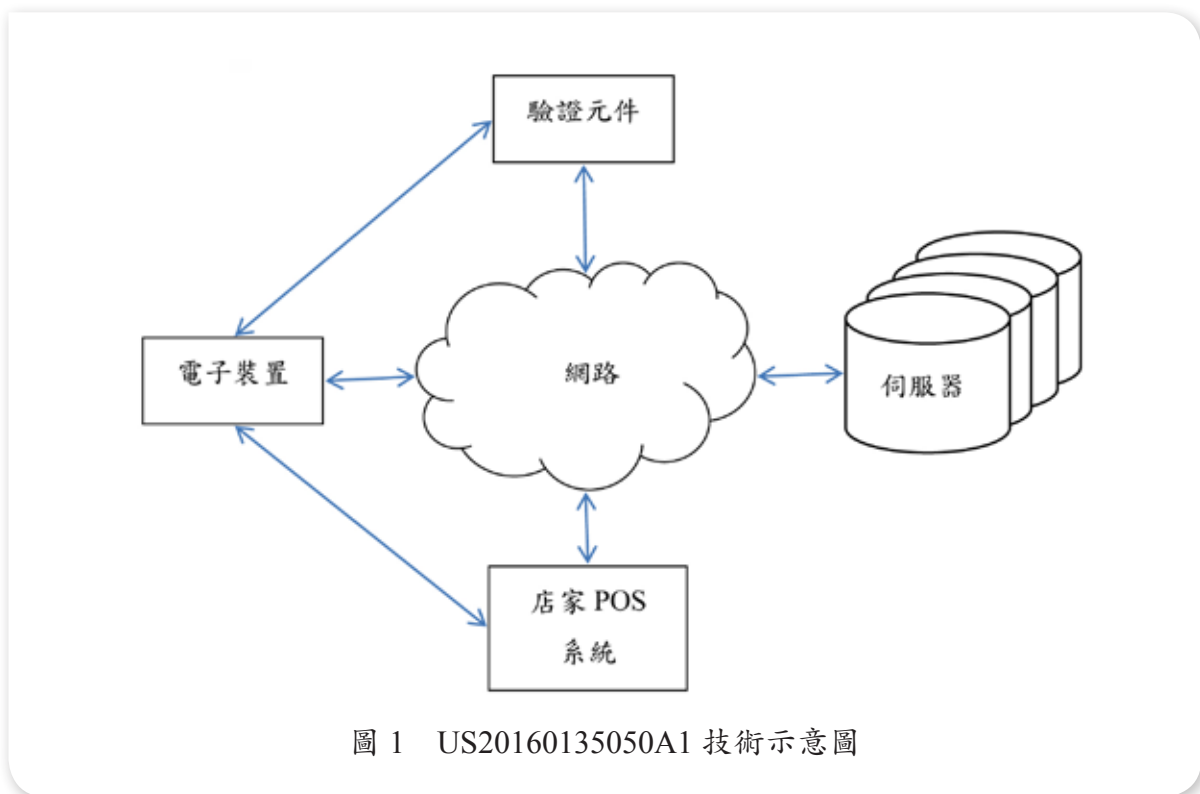 驗證元件
電子裝置
網路
伺服器
店家 POS
系統
圖 1 US20160135050A1 技術示意圖